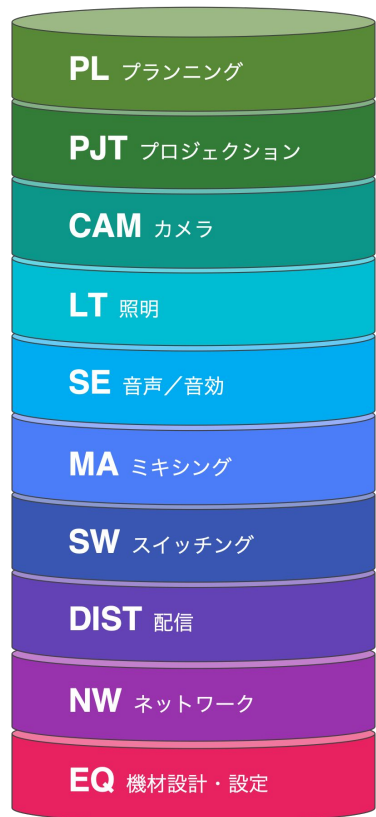 PL プランニング
PJT プロジェクション
CAM カメラ
LT 照明
SE 音声／音効
MA ミキシング
SW スイッチング
DIST 配信
NW ネットワーク
EQ 機材設計・設定